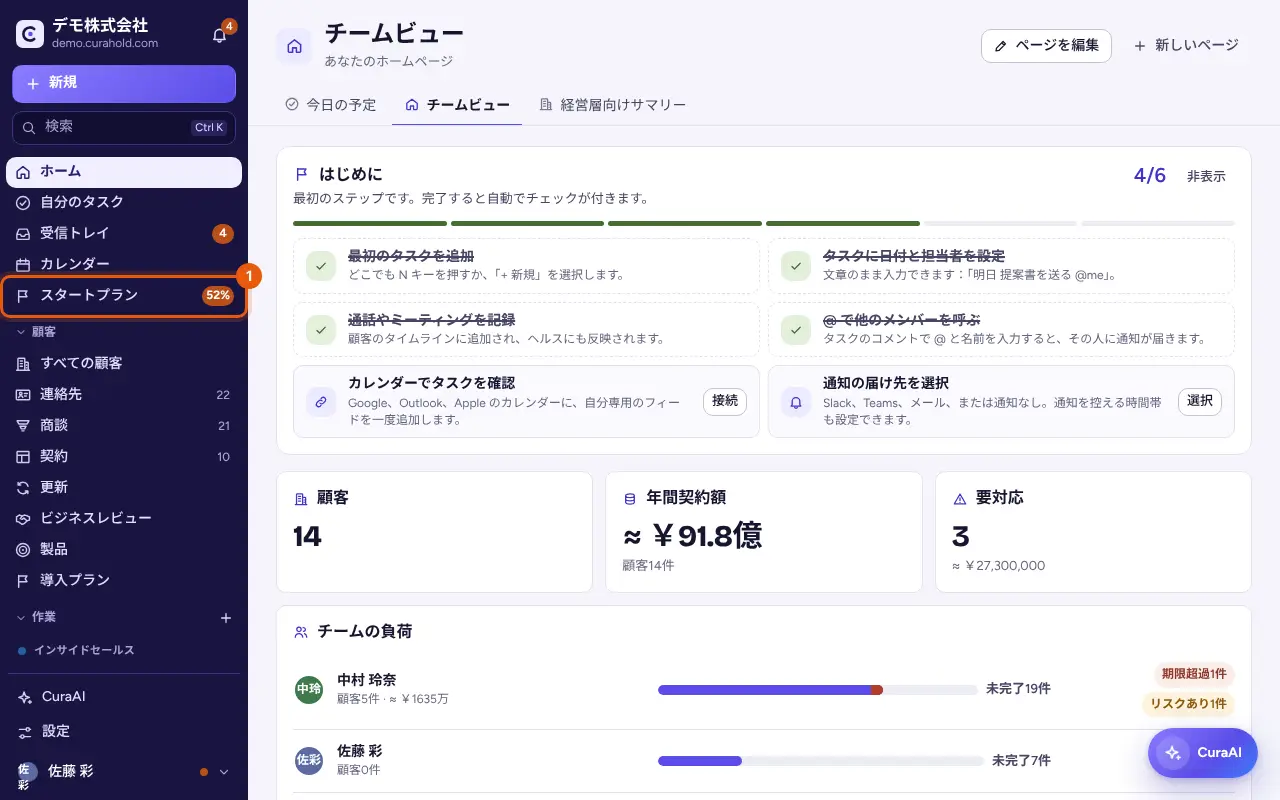 デモ株式会社
demo.curahold.com
4
+ 新規
検索
Ctrl K
ホーム
自分のタスク
受信トレイ
4
カレンダー
スタートプラン
52%
1
顧客
すべての顧客
連絡先
22
商談
21
契約
10
更新
ビジネスレビュー
製品
導入プラン
作業
+
インサイドセールス
CuraAI
設定
佐彩
佐藤 彩
チームビュー
あなたのホームページ
ページを編集
+ 新しいページ
今日の予定
チームビュー
経営層向けサマリー
はじめに
最初のステップです。完了すると自動でチェックが付きます。
4/6
非表示
最初のタスクを追加
どこでも N キーを押すか、「+ 新規」を選択します。
タスクに日付と担当者を設定
文章のまま入力できます：「明日 提案書を送る @me」。
通話やミーティングを記録
顧客のタイムラインに追加され、ヘルスにも反映されます。
@ で他のメンバーを呼ぶ
タスクのコメントで @ と名前を入力すると、その人に通知が届きます。
カレンダーでタスクを確認
Google、Outlook、Apple のカレンダーに、自分専用のフィー
ドを一度追加します。
接続
通知の届け先を選択
Slack、Teams、メール、または通知なし。通知を控える時間帯
も設定できます。
選択
顧客
14
年間契約額
≈ ￥91.8億
顧客14件
要対応
3
≈ ￥27,300,000
チームの負荷
中玲
中村 玲奈
顧客5件 · ≈ ￥1635万
未完了19件
期限超過1件
リスクあり1件
佐彩
佐藤 彩
顧客0件
未完了7件
CuraAI